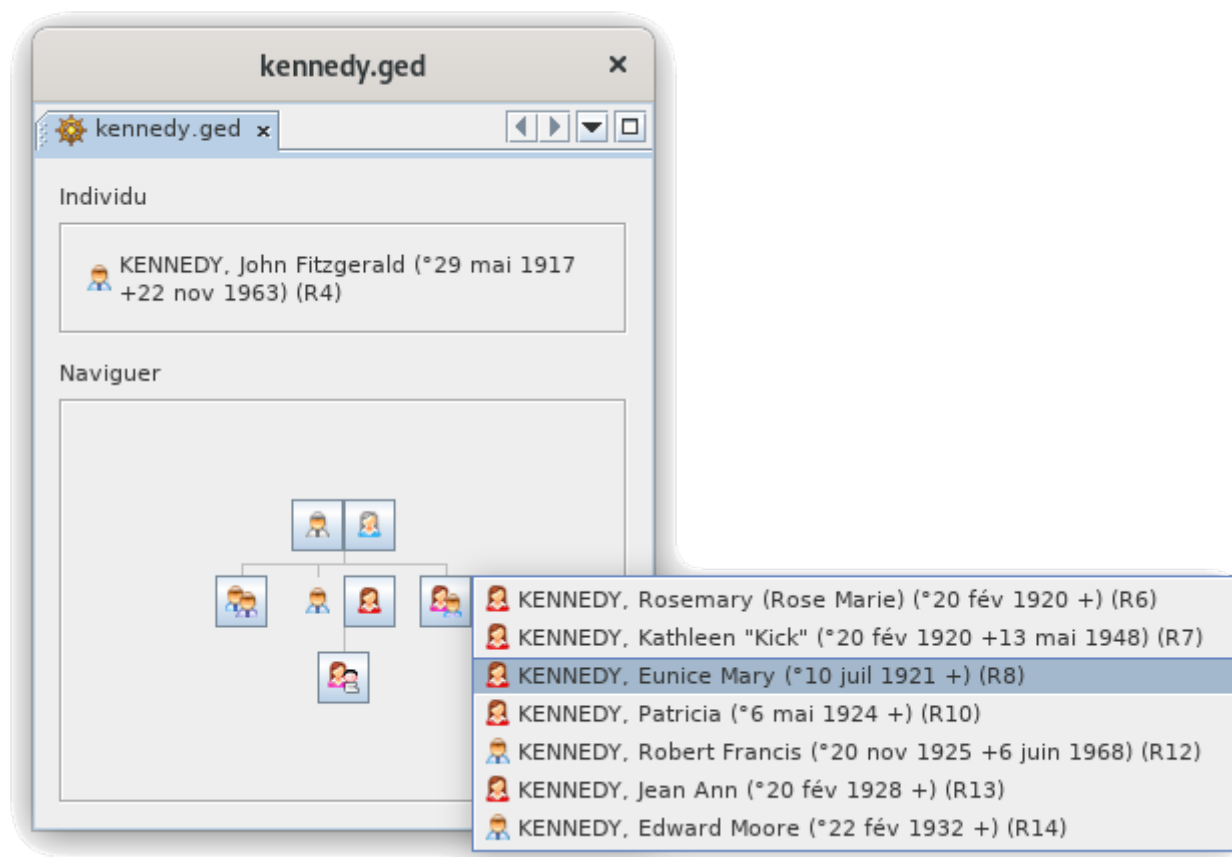 kennedy.ged
kennedy.ged
Individu
KENNEDY, John Fitzgerald (°29 mai 1917
+22 nov 1963) (R4)
Naviguer
KENNEDY, Rosemary (Rose Marie) (°20 fév 1920 +) (R6)
KENNEDY, Kathleen "Kick" (°20 fév 1920 +13 mai 1948) (R7)
KENNEDY, Eunice Mary (°10 juil 1921 +) (R8)
KENNEDY, Patricia (°6 mai 1924 +) (R10)
KENNEDY, Robert Francis (°20 nov 1925 +6 juin 1968) (R12)
KENNEDY, Jean Ann (°20 fév 1928 +) (R13)
KENNEDY, Edward Moore (°22 fév 1932 +) (R14)